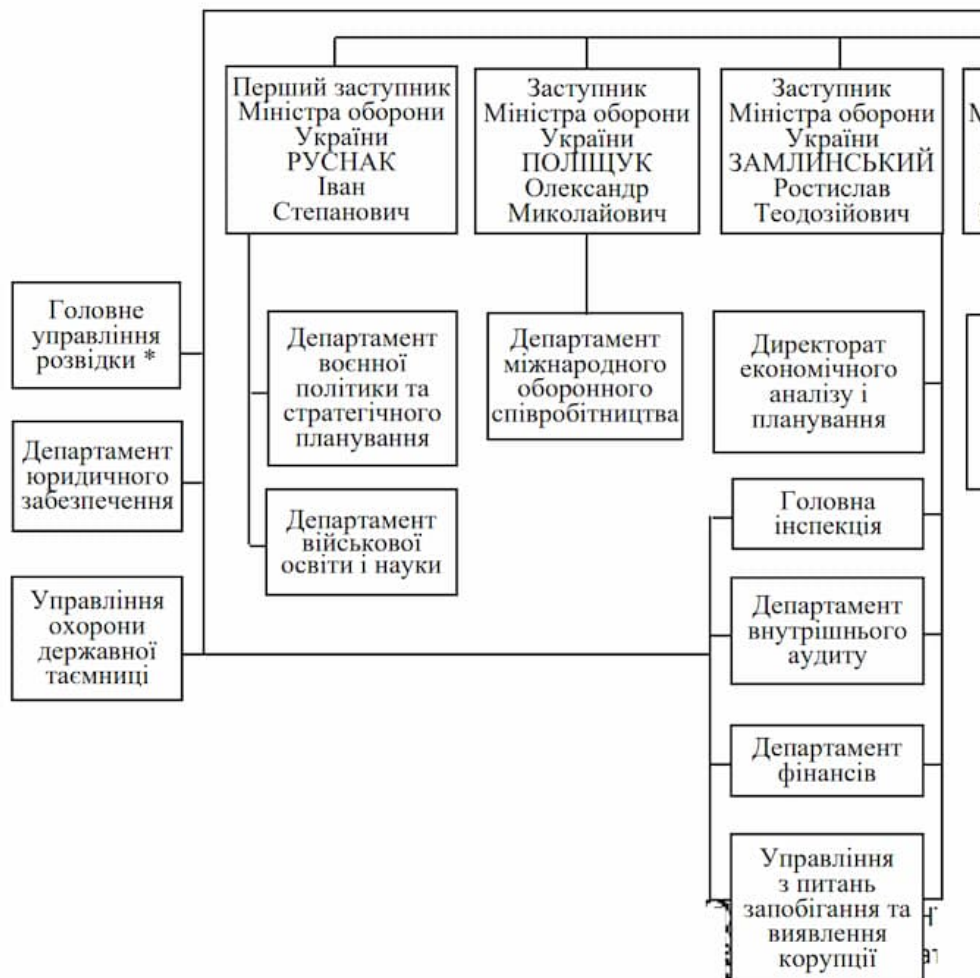 Перший заступник
Міністра оборони
України
РУСНАК
Іван
Степанович
Заступник
Міністра оборони
України
ПОЛІЩУК
Олександр
Миколайович
Заступник
Міністра оборони
України
ЗАМЛИНСЬКИЙ
Ростислав
Теодозійович
Головне
управління
розвідки *
Департамент
юридичного
забезпечення
Управління
охорони
державної
таємниці
Департамент
воєнної
політики та
стратегічного
планування
Департамент
військової
освіти і науки
Департамент
міжнародного
оборонного
співробітництва
Директорат
економічного
аналізу і
планування
Головна
інспекція
Департамент
внутрішнього
аудиту
Департамент
фінансів
Управління
з питань
запобігання та
виявлення
корупції